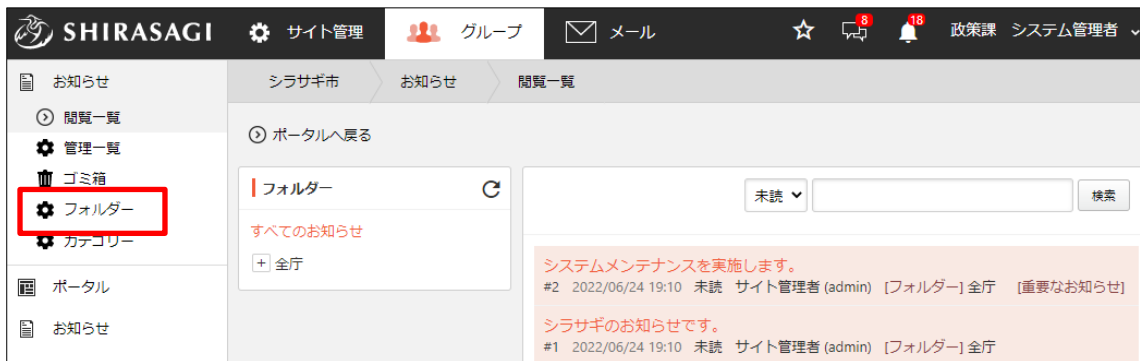 SHIRASAGI サイト管理 グループ メール 8 18 政策課 システム管理者
お知らせ
シラサギ市 お知らせ 閲覧一覧
閲覧一覧
管理一覧
ゴミ箱
フォルダー
カテゴリー
ポータル
お知らせ
ポータルへ戻る
フォルダー
すべてのお知らせ
+ 全庁
未読 検索
システムメンテナンスを実施します。
#2 2022/06/24 19:10 未読 サイト管理者 (admin) [フォルダー] 全庁 [重要なお知らせ]
シラサギのお知らせです。
#1 2022/06/24 19:10 未読 サイト管理者 (admin) [フォルダー] 全庁